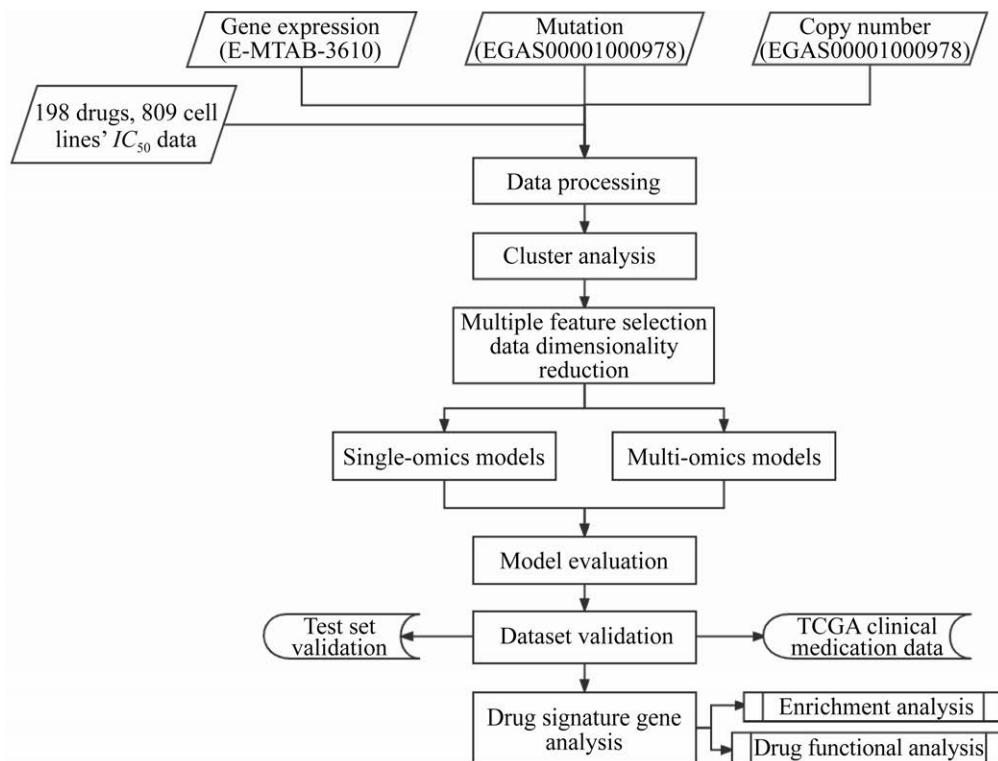 Gene expression
(E-MTAB-3610)
Mutation
(EGAS00001000978)
Copy number
(EGAS00001000978)
198 drugs, 809 cell
lines’ IC50 data
Data processing
Cluster analysis
Multiple feature selection
data dimensionality
reduction
Single-omics models
Multi-omics models
Model evaluation
Test set
validation
Dataset validation
TCGA clinical
medication data
Drug signature gene
analysis
Enrichment analysis
Drug functional analysis